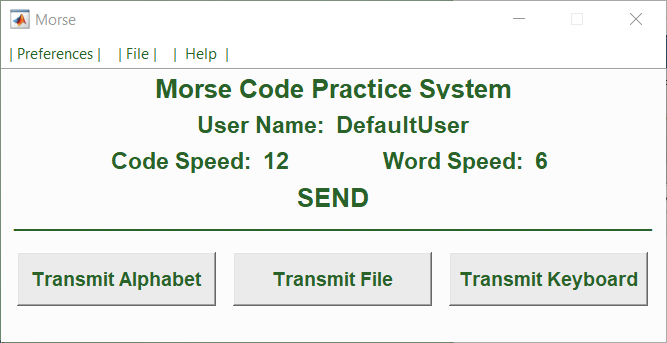 Morse
| Preferences | | File | | Help |
Morse Code Practice System
User Name: DefaultUser
Code Speed: 12 Word Speed: 6
SEND
Transmit Alphabet Transmit File Transmit Keyboard